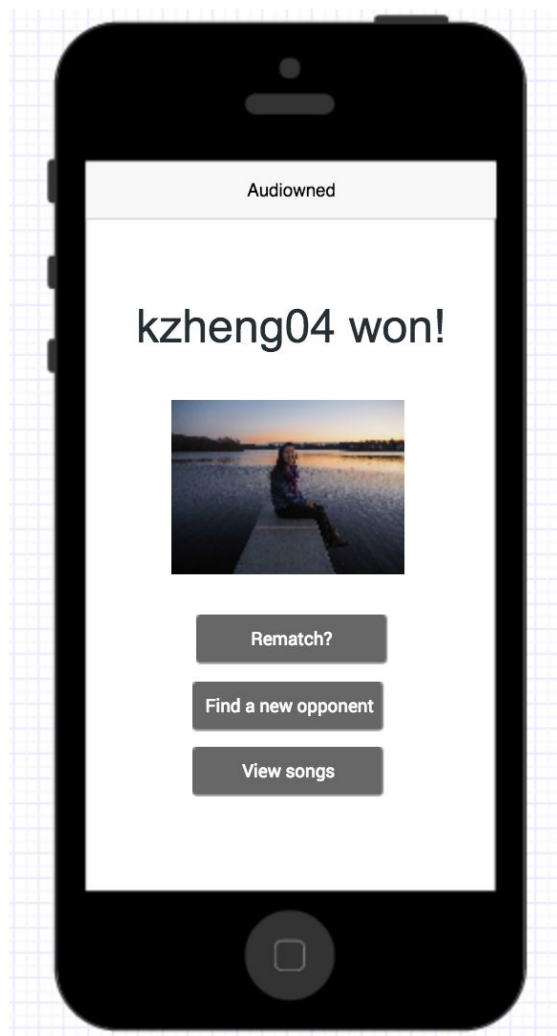 Audiowned
kzheng04 won!
Rematch?
Find a new opponent
View songs